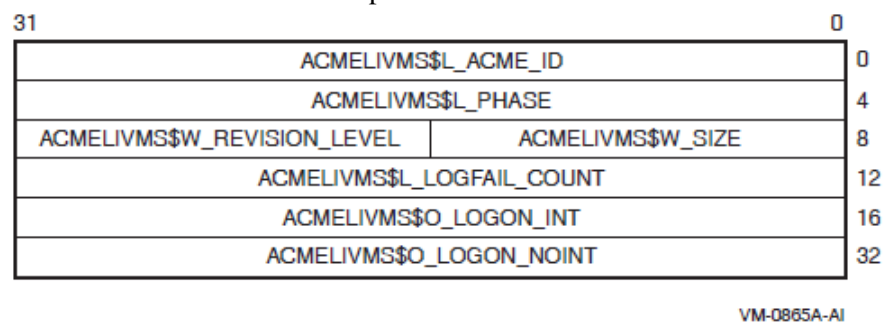 31 0
ACMELIVMS$L_ACME_ID 0
ACMELIVMS$L_PHASE 4
ACMELIVMS$W_REVISION_LEVEL ACMELIVMS$W_SIZE 8
ACMELIVMS$L_LOGFAIL_COUNT 12
ACMELIVMS$O_LOGON_INT 16
ACMELIVMS$O_LOGON_NOINT 32
VM-0865A-AI